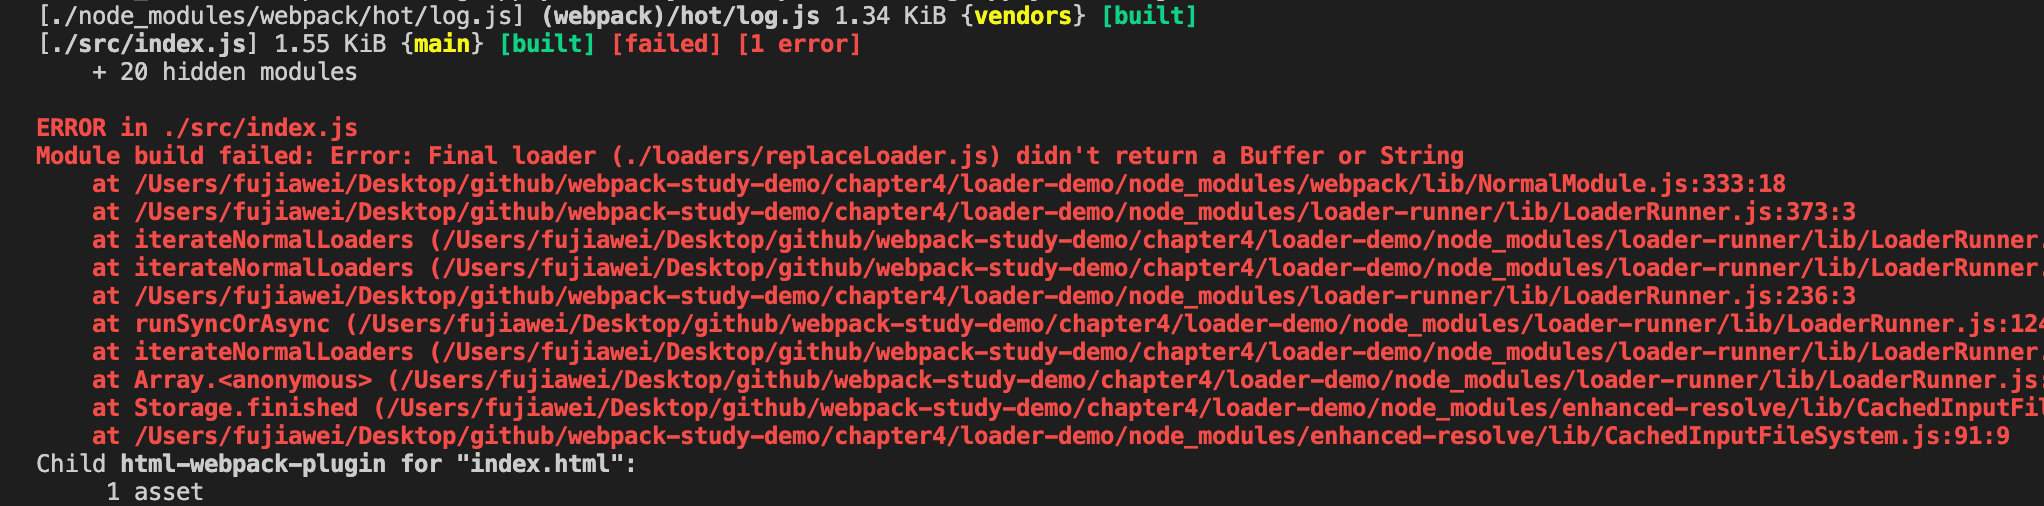 [./node_modules/webpack/hot/log.js] (webpack)/hot/log.js 1.34 KiB {vendors} [built]
[./src/index.js] 1.55 KiB {main} [built] [failed] [1 error]
    + 20 hidden modules

ERROR in ./src/index.js
Module build failed: Error: Final loader (./loaders/replaceLoader.js) didn't return a Buffer or String
    at /Users/fujiawei/Desktop/github/webpack-study-demo/chapter4/loader-demo/node_modules/webpack/lib/NormalModule.js:333:18
    at /Users/fujiawei/Desktop/github/webpack-study-demo/chapter4/loader-demo/node_modules/loader-runner/lib/LoaderRunner.js:373:3
    at iterateNormalLoaders (/Users/fujiawei/Desktop/github/webpack-study-demo/chapter4/loader-demo/node_modules/loader-runner/lib/LoaderRunner.
    at iterateNormalLoaders (/Users/fujiawei/Desktop/github/webpack-study-demo/chapter4/loader-demo/node_modules/loader-runner/lib/LoaderRunner.
    at /Users/fujiawei/Desktop/github/webpack-study-demo/chapter4/loader-demo/node_modules/loader-runner/lib/LoaderRunner.js:236:3
    at runSyncOrAsync (/Users/fujiawei/Desktop/github/webpack-study-demo/chapter4/loader-demo/node_modules/loader-runner/lib/LoaderRunner.js:124
    at iterateNormalLoaders (/Users/fujiawei/Desktop/github/webpack-study-demo/chapter4/loader-demo/node_modules/loader-runner/lib/LoaderRunner.
    at Array.<anonymous> (/Users/fujiawei/Desktop/github/webpack-study-demo/chapter4/loader-demo/node_modules/loader-runner/lib/LoaderRunner.js:
    at Storage.finished (/Users/fujiawei/Desktop/github/webpack-study-demo/chapter4/loader-demo/node_modules/enhanced-resolve/lib/CachedInputFil
    at /Users/fujiawei/Desktop/github/webpack-study-demo/chapter4/loader-demo/node_modules/enhanced-resolve/lib/CachedInputFileSystem.js:91:9
Child html-webpack-plugin for "index.html":
     1 asset